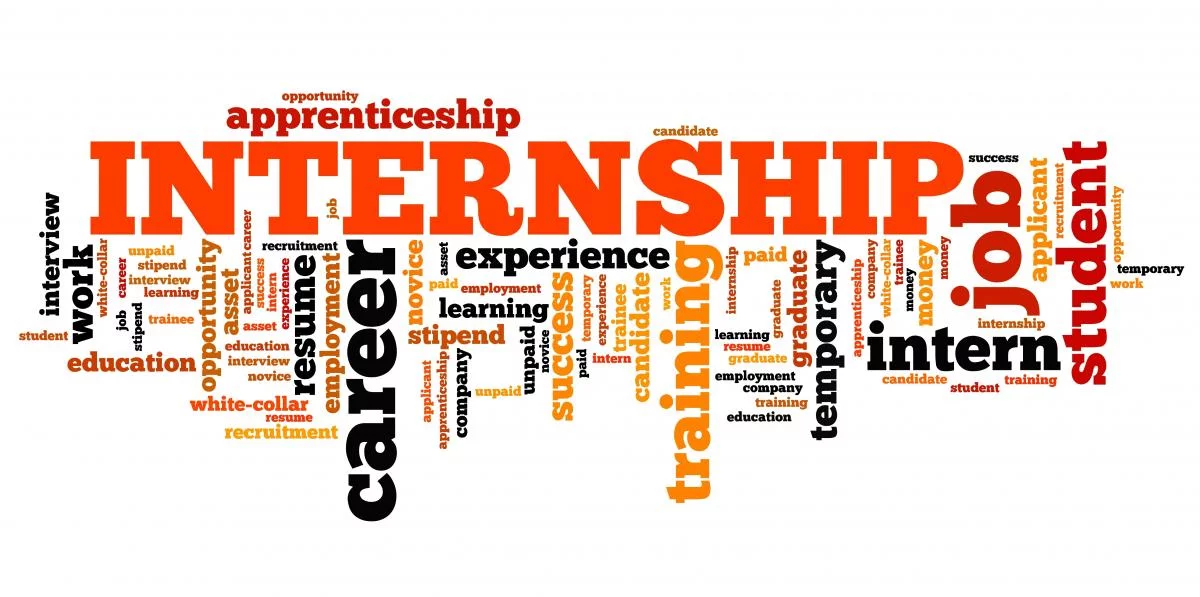 opportunity
apprenticeship
candidate
INTERNSHIP
success
interview
work
white-collar
career
job
stipend
student
education
unpaid
stipend
interview
learning
trainee
opportunity
asset
applicant
career
success
intern
experience
asset
education
interview
novice
white-collar
resume
recruitment
recruitment
resume
employment
job
career
novice
asset
experience
paid
employment
learning
stipend
applicant
apprenticeship
company
unpaid
unpaid
novice
success
paid
temporary
experience
intern
trainee
candidate
work
training
internship
paid
graduate
graduate
learning
resume
graduate
employment
company
training
education
temporary
apprenticeship
company
white-collar
trainee
money
money
money
intern
candidate
student
training
job
internship
applicant
recruitment
student
opportunity
temporary
work